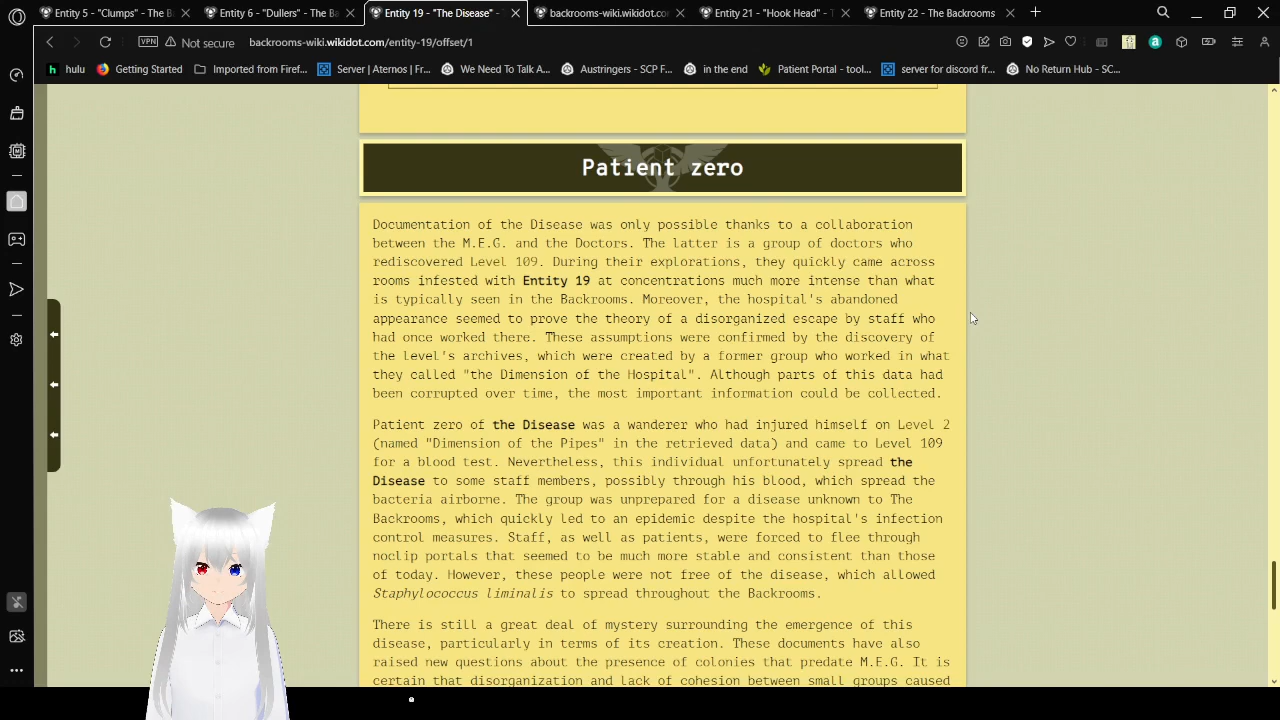 Entity 5 - "Clumps" - The B
Entity 6 - "Dullers" - The Ba
Entity 19 - "The Disease" -
backrooms-wiki.wikidot.co
Entity 21 - "Hook Head" - T
Entity 22 - The Backrooms
VPN Not secure backrooms-wiki.wikidot.com/entity-19/offset/1
hulu Getting Started Imported from Firef... Server | Aternos | Fr... We Need To Talk A... Austringers - SCP F... in the end Patient Portal - tool... server for discord fr... No Return Hub - SC...
Patient zero
Documentation of the Disease was only possible thanks to a collaboration
between the M.E.G. and the Doctors. The latter is a group of doctors who
rediscovered Level 109. During their explorations, they quickly came across
rooms infested with Entity 19 at concentrations much more intense than what
is typically seen in the Backrooms. Moreover, the hospital's abandoned
appearance seemed to prove the theory of a disorganized escape by staff who
had once worked there. These assumptions were confirmed by the discovery of
the level's archives, which were created by a former group who worked in what
they called "the Dimension of the Hospital". Although parts of this data had
been corrupted over time, the most important information could be collected.
Patient zero of the Disease was a wanderer who had injured himself on Level 2
(named "Dimension of the Pipes" in the retrieved data) and came to Level 109
for a blood test. Nevertheless, this individual unfortunately spread the
Disease to some staff members, possibly through his blood, which spread the
bacteria airborne. The group was unprepared for a disease unknown to The
Backrooms, which quickly led to an epidemic despite the hospital's infection
control measures. Staff, as well as patients, were forced to flee through
noclip portals that seemed to be much more stable and consistent than those
of today. However, these people were not free of the disease, which allowed
Staphylococcus liminalis to spread throughout the Backrooms.
There is still a great deal of mystery surrounding the emergence of this
disease, particularly in terms of its creation. These documents have also
raised new questions about the presence of colonies that predate M.E.G. It is
certain that disorganization and lack of cohesion between small groups caused